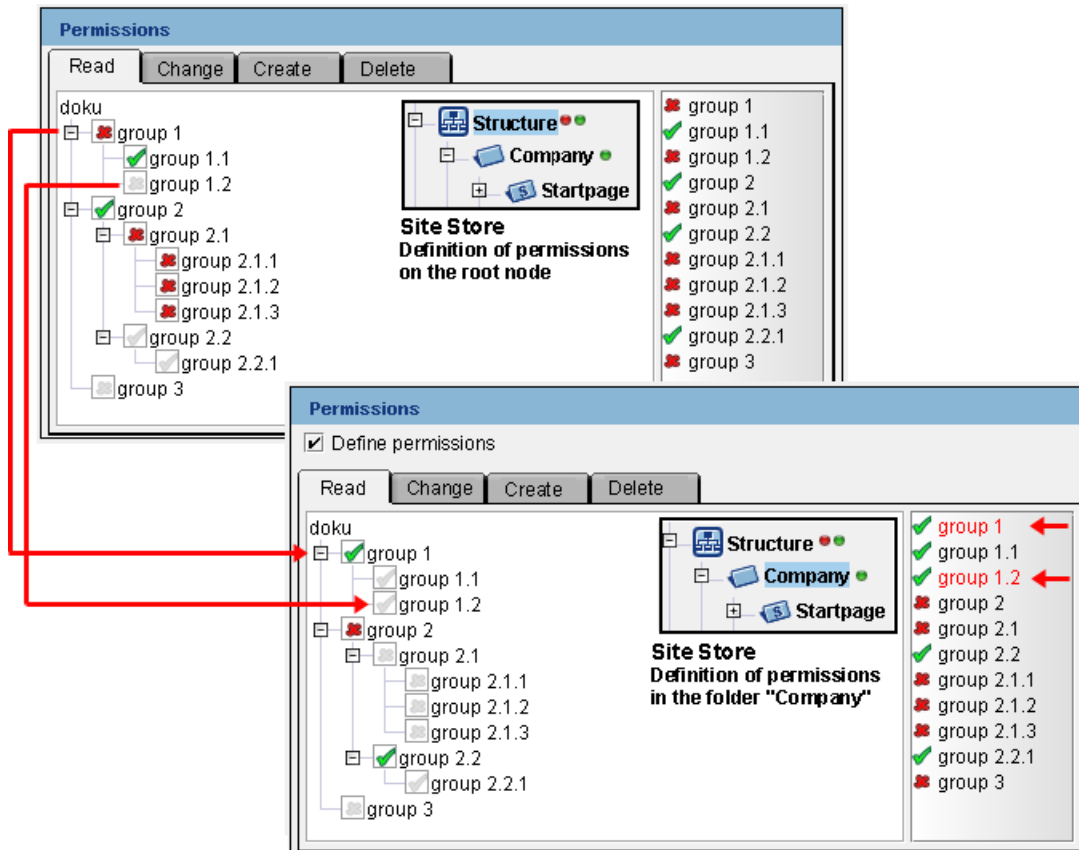 Permissions
Read Change Create Delete
doku
group 1
group 1.1
group 1.2
group 2
group 2.1
group 2.1.1
group 2.1.2
group 2.1.3
group 2.2
group 2.2.1
group 3
Structure
Company
S Startpage
Site Store
Definition of permissions
on the root node
group 1
group 1.1
group 1.2
group 2
group 2.1
group 2.2
group 2.1.1
group 2.1.2
group 2.1.3
group 2.2.1
group 3
Permissions
Define permissions
Read Change Create Delete
doku
group 1
group 1.1
group 1.2
group 2
group 2.1
group 2.1.1
group 2.1.2
group 2.1.3
group 2.2
group 2.2.1
group 3
Structure
Company
S Startpage
Site Store
Definition of permissions
in the folder "Company"
group 1
group 1.1
group 1.2
group 2
group 2.1
group 2.2
group 2.1.1
group 2.1.2
group 2.1.3
group 2.2.1
group 3